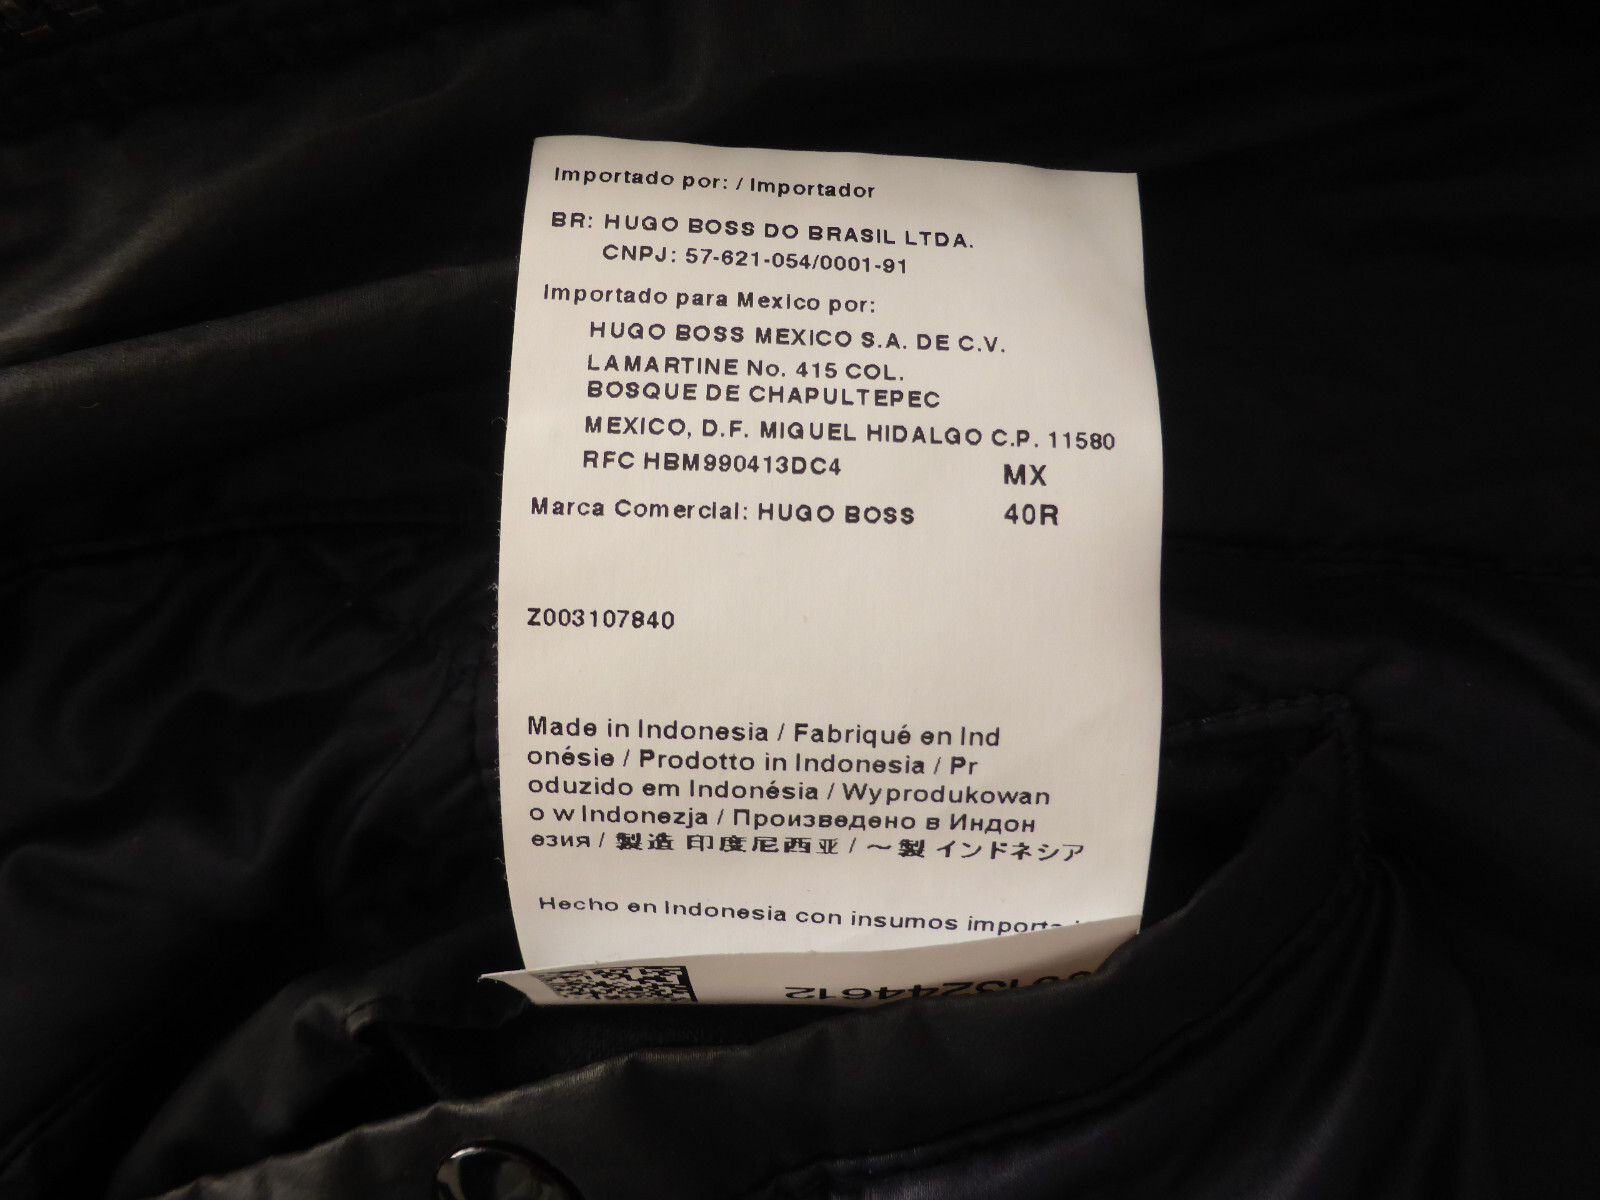 Importado por: / Importador
BR: HUGO BOSS DO BRASIL LTDA.
CNPJ: 57-621-054/0001-91
Importado para Mexico por:
HUGO BOSS MEXICO S.A. DE C.V.
LAMARTINE No. 415 COL.
BOSQUE DE CHAPULTEPEC
MEXICO, D.F. MIGUEL HIDALGO C.P. 11580
RFC HBM990413DC4 MX
Marca Comercial: HUGO BOSS 40R
Z003107840
Made in Indonesia / Fabriqué en Ind
onésie / Prodotto in Indonesia / Pr
oduzido em Indonésia / Wyprodukowan
o w Indonezja / Произведено в Индон
езия / 製造 印度尼西亚 / ～製 インドネシア
Hecho en Indonesia con insumos